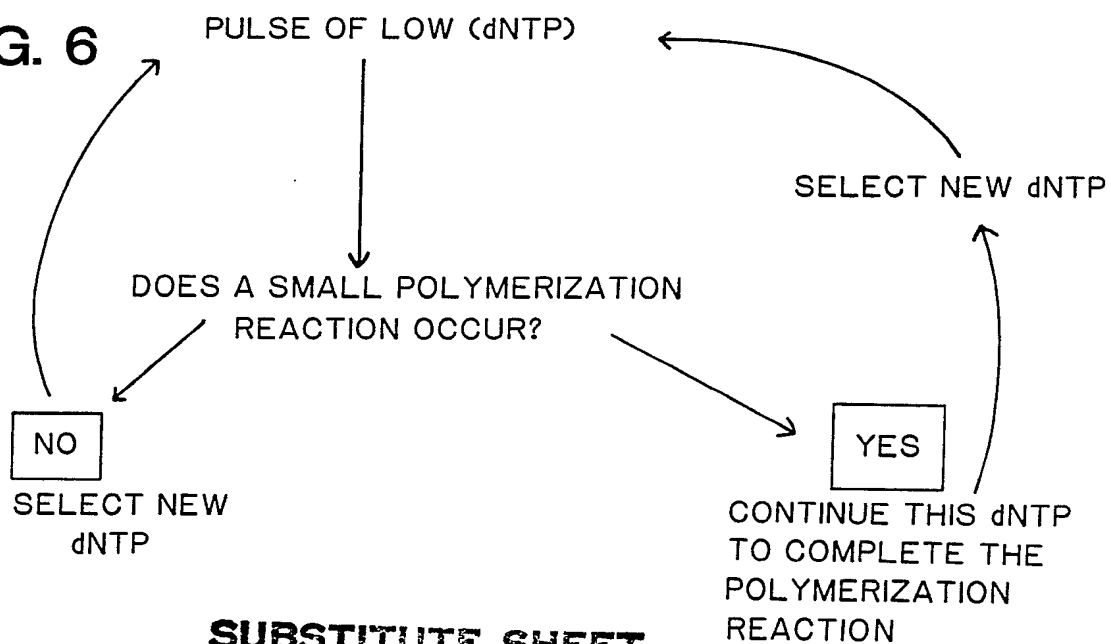 G. 6
PULSE OF LOW (dNTP)
SELECT NEW dNTP
DOES A SMALL POLYMERIZATION
REACTION OCCUR?
NO
SELECT NEW
dNTP
YES
CONTINUE THIS dNTP
TO COMPLETE THE
POLYMERIZATION
REACTION
SUBSTITUTE SHEET